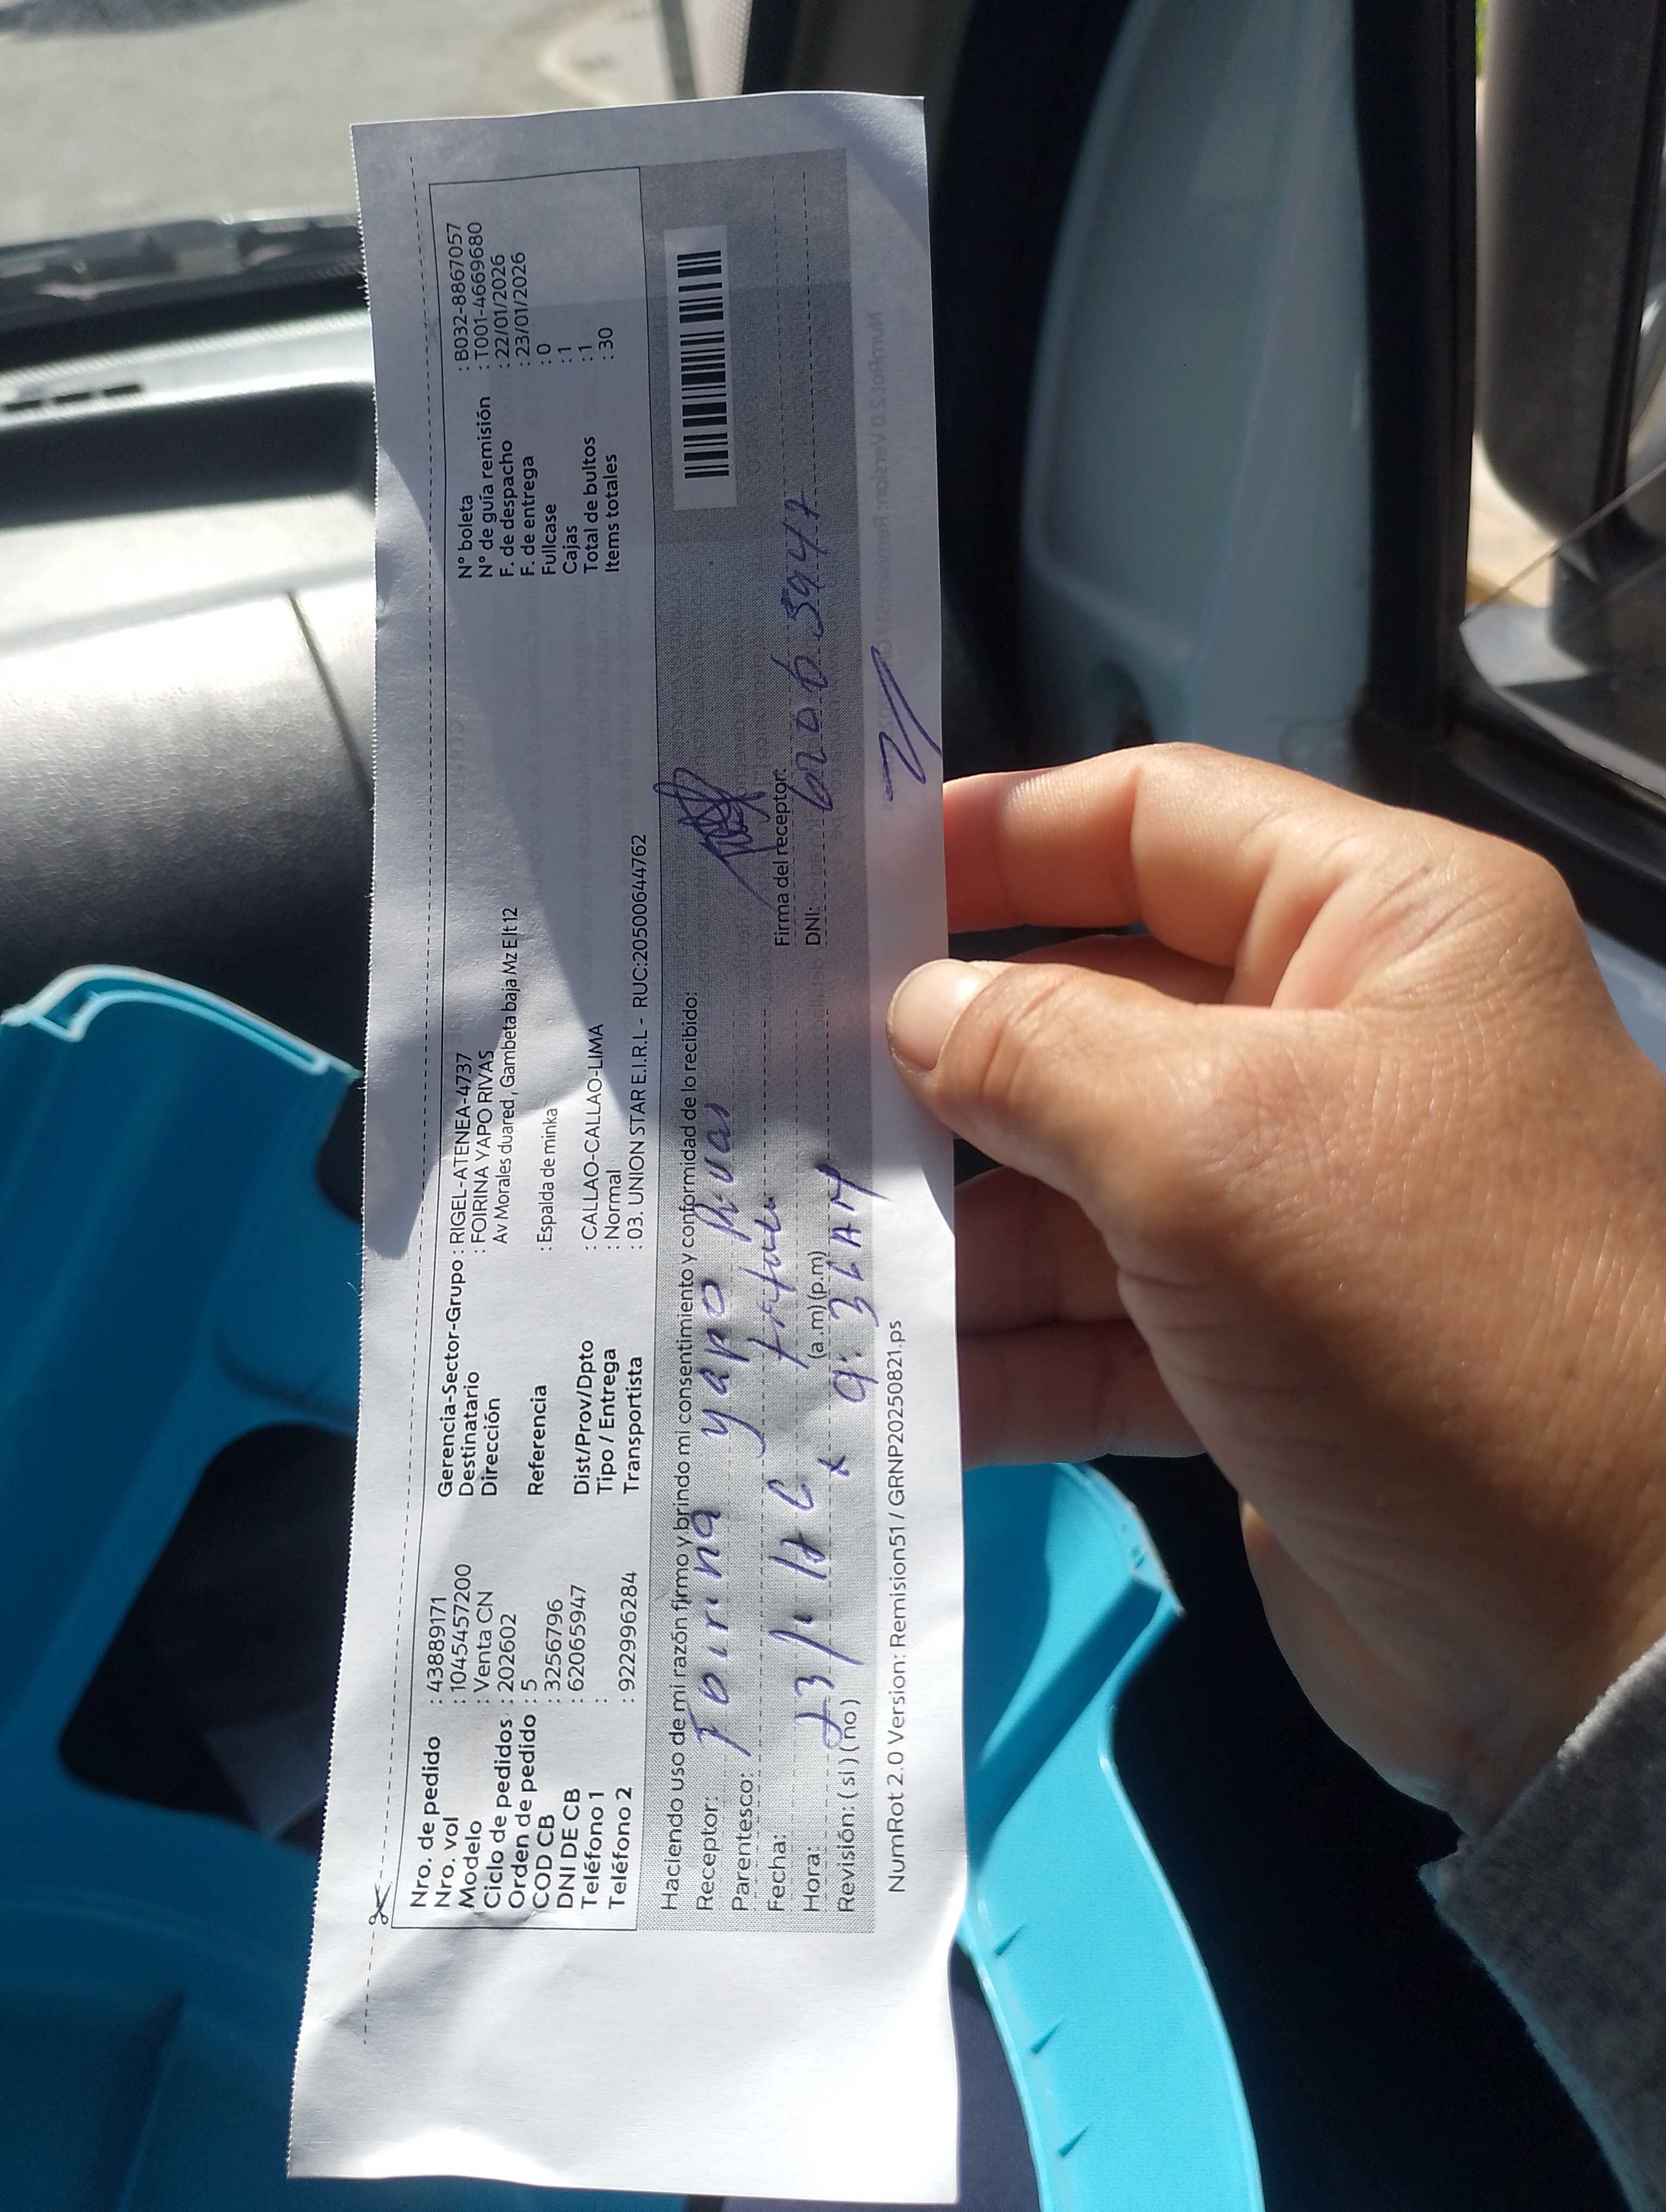 Nro. de pedido : 43889171
Nro. vol : 104545457200
Modelo : Venta CN
Ciclo de pedidos : 202602
Orden de pedido : 5
COD CB : 3256796
DNI DE CB : 62065947
Teléfono 1 :
Teléfono 2 : 922996284
Gerencia-Sector-Grupo : RIGEL-ATENEA-4737
Destinatario : FOIRINA YAPO RIVAS
Dirección Av Morales duared , Gambeta baja Mz E lt 12
Referencia : Espalda de minka
Dist/Prov/Dpto : CALLAO-CALLAO-LIMA
Tipo / Entrega : Normal
Transportista : 03. UNION STAR E.I.R.L - RUC:20500644762
N° boleta : B032-8867057
N° de guía remisión : T001-4669680
F. de despacho : 22/01/2026
F. de entrega : 23/01/2026
Fullcase : 0
Cajas : 1
Total de bultos : 1
Items totales : 30
Haciendo uso de mi razón firmo y brindo mi consentimiento y conformidad de lo recibido:
Receptor: Foirina yapo Rivas
Parentesco: titular
Fecha: 23/1
Hora: (a.m) (p.m) 9:36 AM
Revisión: ( si ) ( no )
Firma del receptor:
DNI: 62065947
NumRot 2.0 Version: Remision51 / GRNP20250821.ps